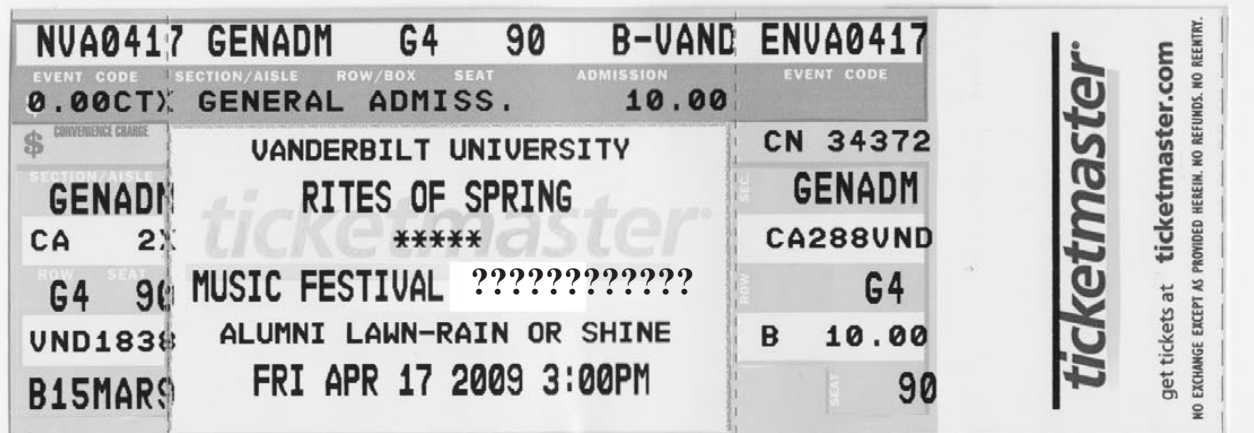 NVA0417 GENADM G4 90 B-VAND ENVA0417
EVENT CODE SECTION/AISLE ROW/BOX SEAT ADMISSION EVENT CODE
0.00CTX GENERAL ADMISS. 10.00
$ CONVENIENCE CHARGE
VANDERBILT UNIVERSITY
CN 34372
SECTION/AISLE
GENADM
RITES OF SPRING
SEC.
GENADM
ticketmaster
CA 2X
*****
CA288VND
ROW SEAT
G4 90
MUSIC FESTIVAL ????????????
ROW
G4
VND1838
ALUMNI LAWN-RAIN OR SHINE
B 10.00
B15MAR9
FRI APR 17 2009 3:00PM
SEAT
90
ticketmaster®
get tickets at ticketmaster.com
NO EXCHANGE EXCEPT AS PROVIDED HEREIN. NO REFUNDS. NO REENTRY.